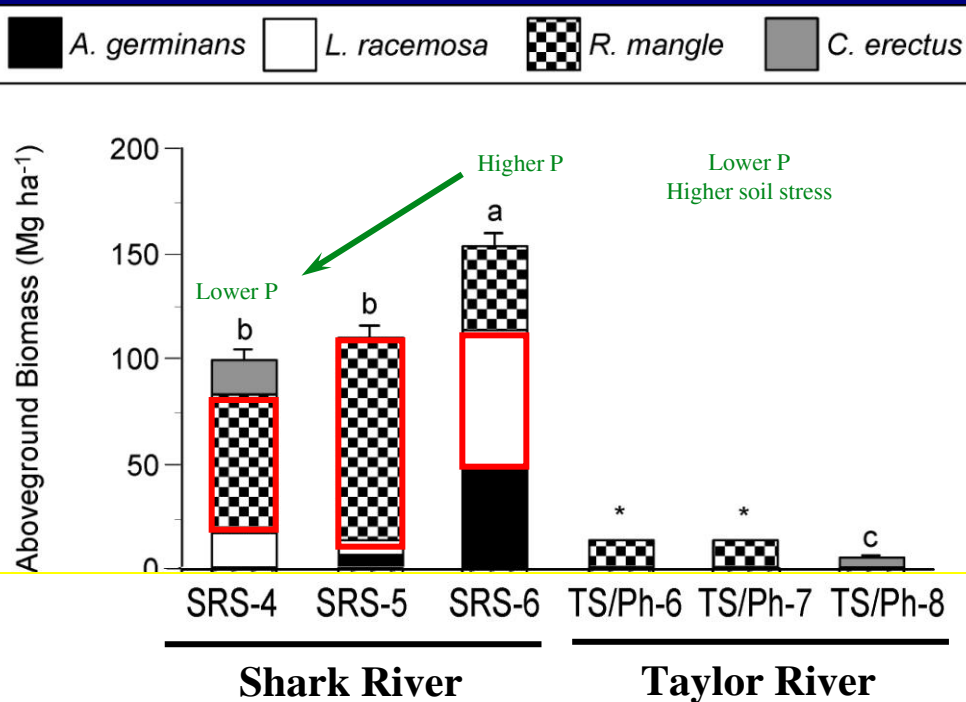 A. germinans L. racemosa R. mangle C. erectus
Aboveground Biomass (Mg ha⁻¹)
200
150
100
50
0
Higher P
Lower P
Higher soil stress
Lower P
a
b
b
*
*
c
SRS-4 SRS-5 SRS-6 TS/Ph-6 TS/Ph-7 TS/Ph-8
Shark River Taylor River